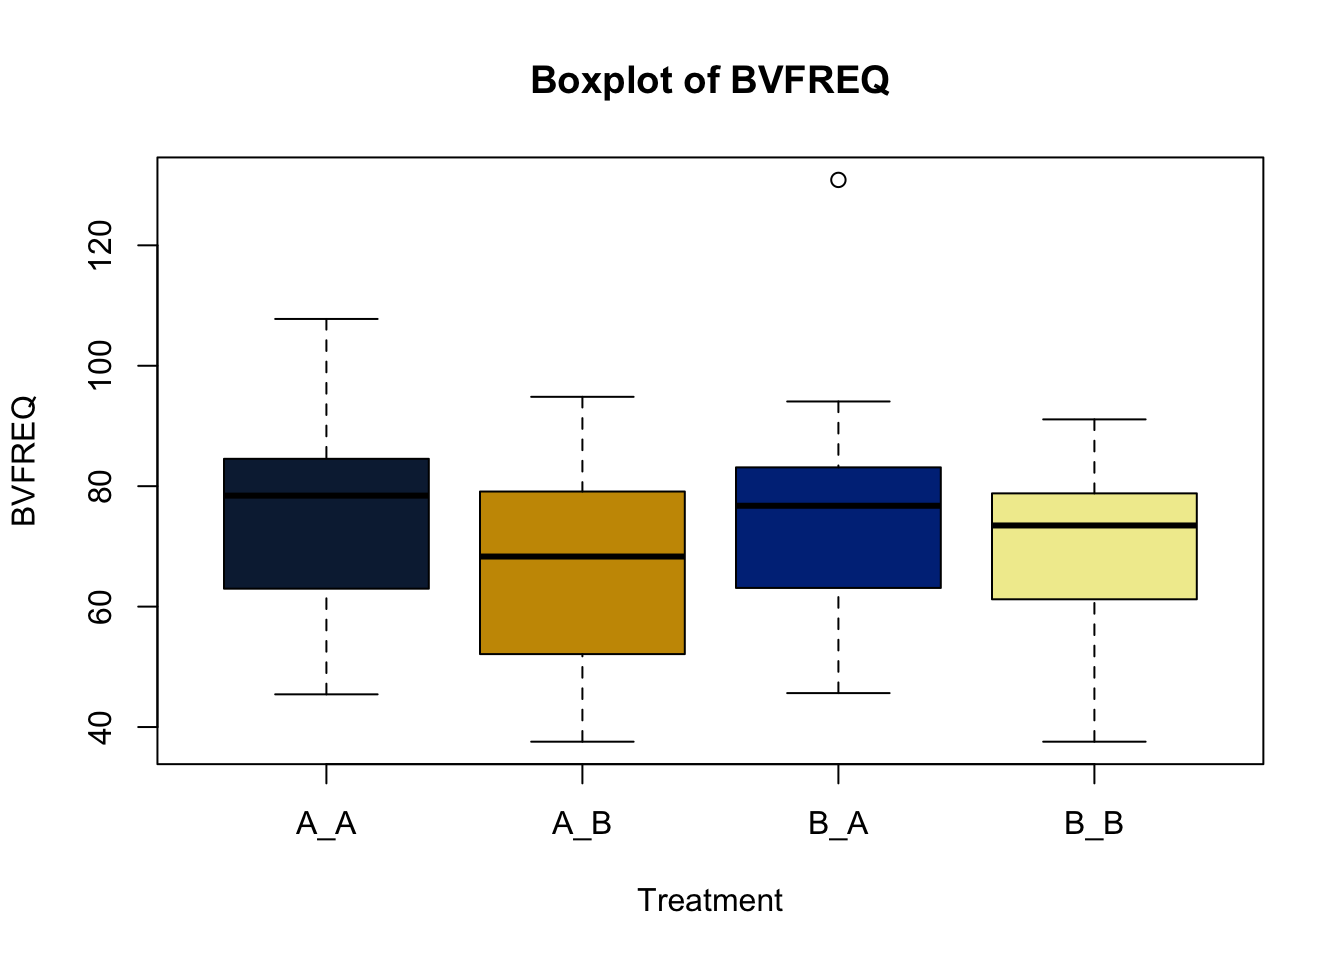 Boxplot of BVFREQ
BVFREQ
120
100
80
60
40
A_A A_B B_A B_B
Treatment